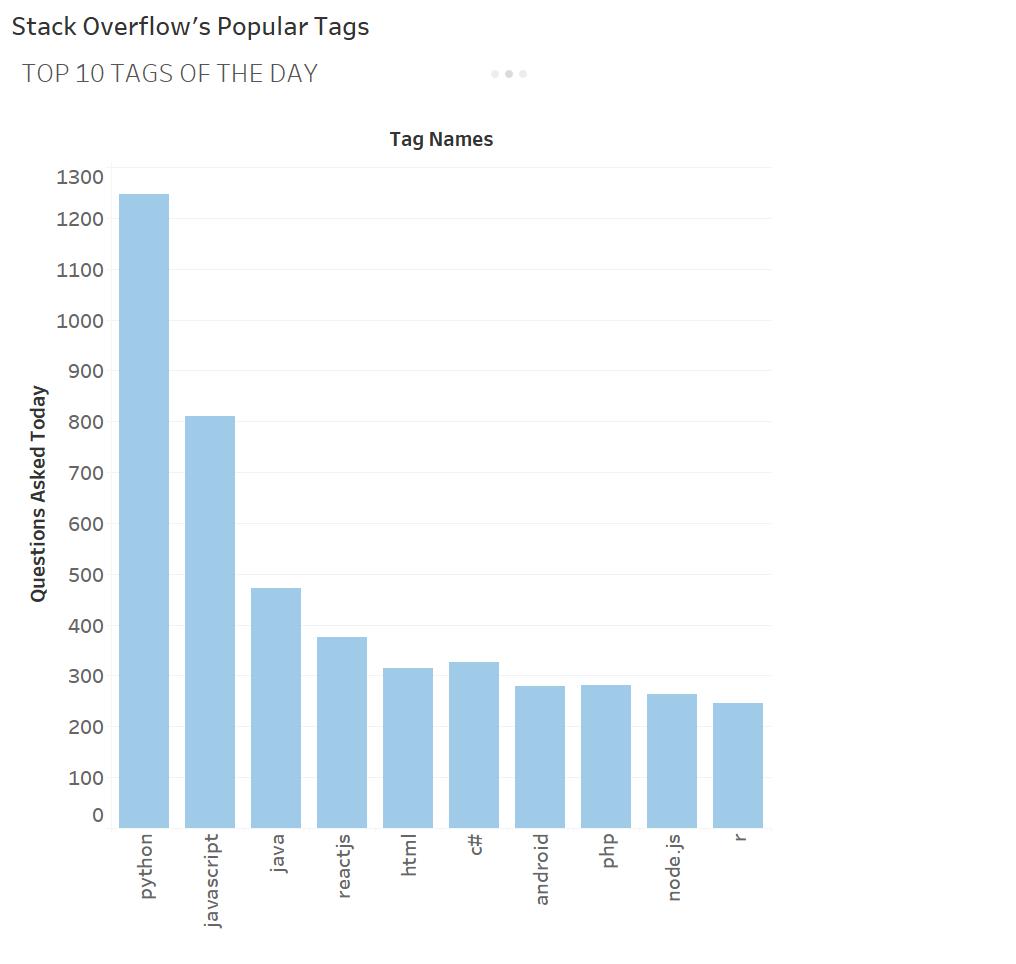 Stack Overflow's Popular Tags
TOP 10 TAGS OF THE DAY
Tag Names
Questions Asked Today
1300
1200
1100
1000
900
800
700
600
500
400
300
200
100
0
python
javascript
java
reactjs
html
c#
android
php
node.js
r